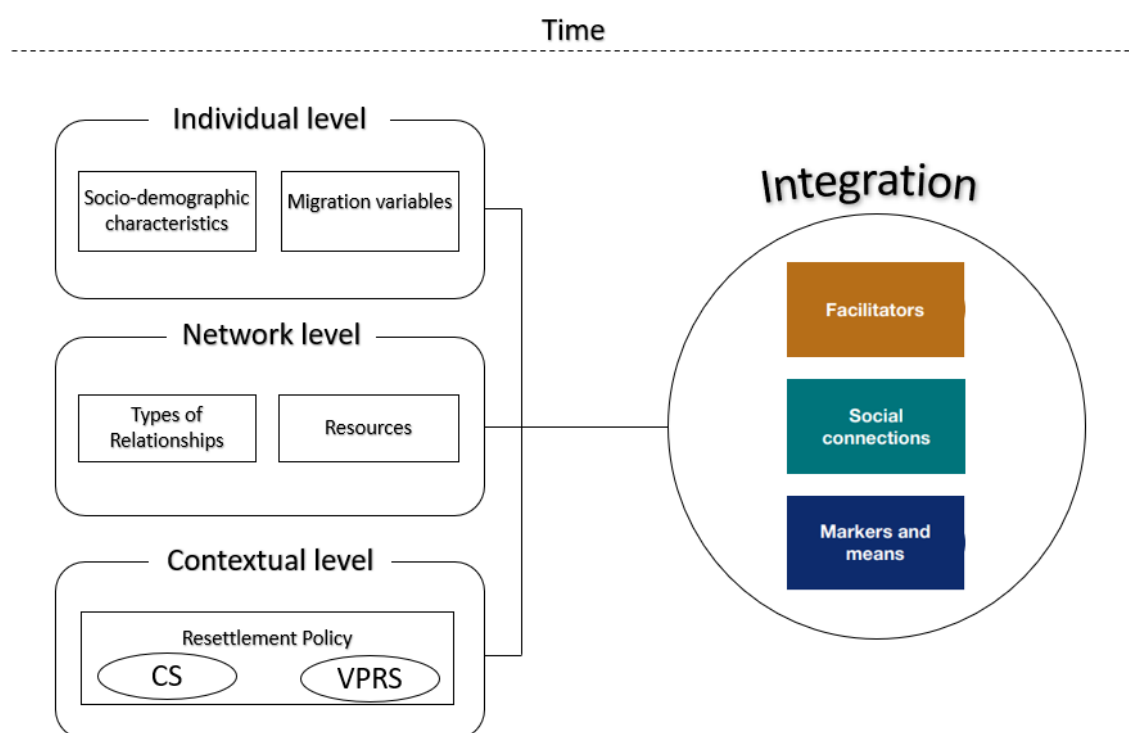 Time
Individual level
Socio-demographic
characteristics
Migration variables
Network level
Types of
Relationships
Resources
Contextual level
Resettlement Policy
CS
VPRS
Integration
Facilitators
Social
connections
Markers and
means